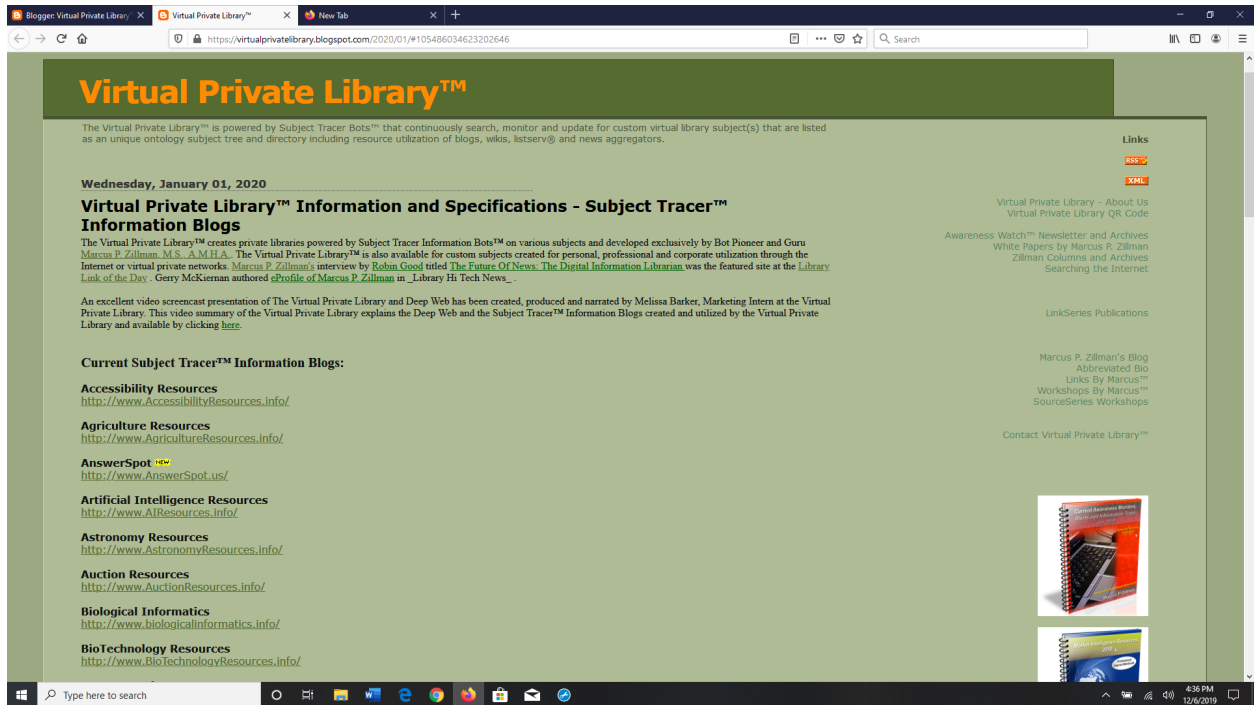 Blogger: Virtual Private Library
Virtual Private Library™
New Tab
https://virtualprivatelibrary.blogspot.com/2020/01/#105486034623202646
Search
Virtual Private Library™
The Virtual Private Library™ is powered by Subject Tracer Bots™ that continuously search, monitor and update for custom virtual library subject(s) that are listed
as an unique ontology subject tree and directory including resource utilization of blogs, wikis, listserv® and news aggregators.
Wednesday, January 01, 2020
Virtual Private Library™ Information and Specifications - Subject Tracer™
Information Blogs
The Virtual Private Library™ creates private libraries powered by Subject Tracer Information Bots™ on various subjects and developed exclusively by Bot Pioneer and Guru
Marcus P. Zillman, M.S., A.M.H.A.. The Virtual Private Library™ is also available for custom subjects created for personal, professional and corporate utilization through the
Internet or virtual private networks. Marcus P. Zillman's interview by Robin Good titled The Future Of News: The Digital Information Librarian was the featured site at the Library
Link of the Day . Gerry McKiernan authored eProfile of Marcus P. Zillman in _Library Hi Tech News_ .
An excellent video screencast presentation of The Virtual Private Library and Deep Web has been created, produced and narrated by Melissa Barker, Marketing Intern at the Virtual
Private Library. This video summary of the Virtual Private Library explains the Deep Web and the Subject Tracer™ Information Blogs created and utilized by the Virtual Private
Library and available by clicking here.
Current Subject Tracer™ Information Blogs:
Accessibility Resources
http://www.AccessibilityResources.info/
Agriculture Resources
http://www.AgricultureResources.info/
AnswerSpot NEW
http://www.AnswerSpot.us/
Artificial Intelligence Resources
http://www.AIResources.info/
Astronomy Resources
http://www.AstronomyResources.info/
Auction Resources
http://www.AuctionResources.info/
Biological Informatics
http://www.biologicalinformatics.info/
BioTechnology Resources
http://www.BioTechnologyResources.info/
Links
RSS
XML
Virtual Private Library - About Us
Virtual Private Library QR Code
Awareness Watch™ Newsletter and Archives
White Papers by Marcus P. Zillman
Zillman Columns and Archives
Searching the Internet
LinkSeries Publications
Marcus P. Zillman's Blog
Abbreviated Bio
Links By Marcus™
Workshops By Marcus™
SourceSeries Workshops
Contact Virtual Private Library™
Type here to search
4:36 PM
12/6/2019